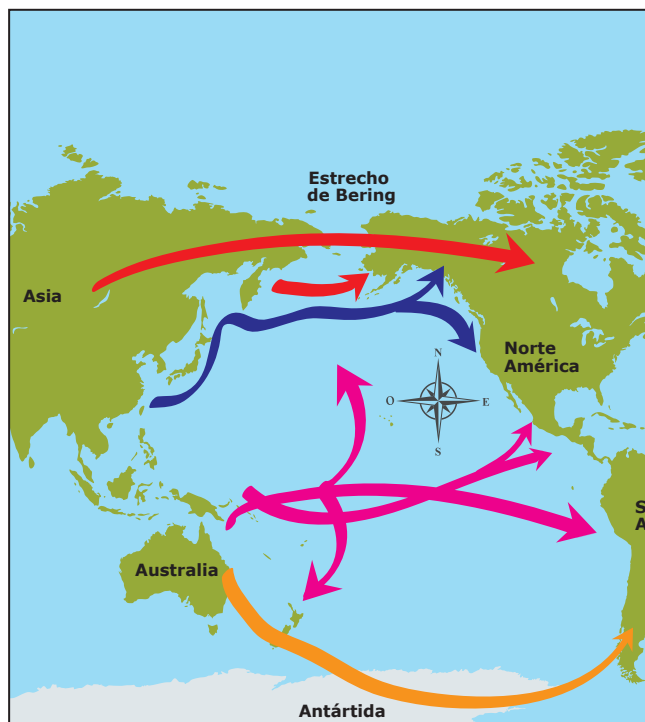 Estrecho
de Bering
Asia
Norte
América
N
O
E
S
S
A
Australia
Antártida